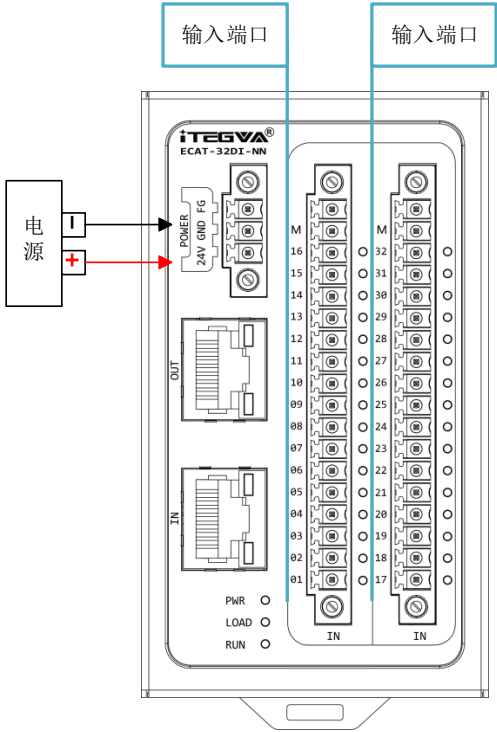 输入端口
输入端口
iTEGVA®
ECAT-32DI-NN
电源
−
+
POWER
24V GND FG
M
16
15
14
13
12
11
10
09
08
07
06
05
04
03
02
01
IN
M
32
31
30
29
28
27
26
25
24
23
22
21
20
19
18
17
IN
OUT
IN
PWR
LOAD
RUN